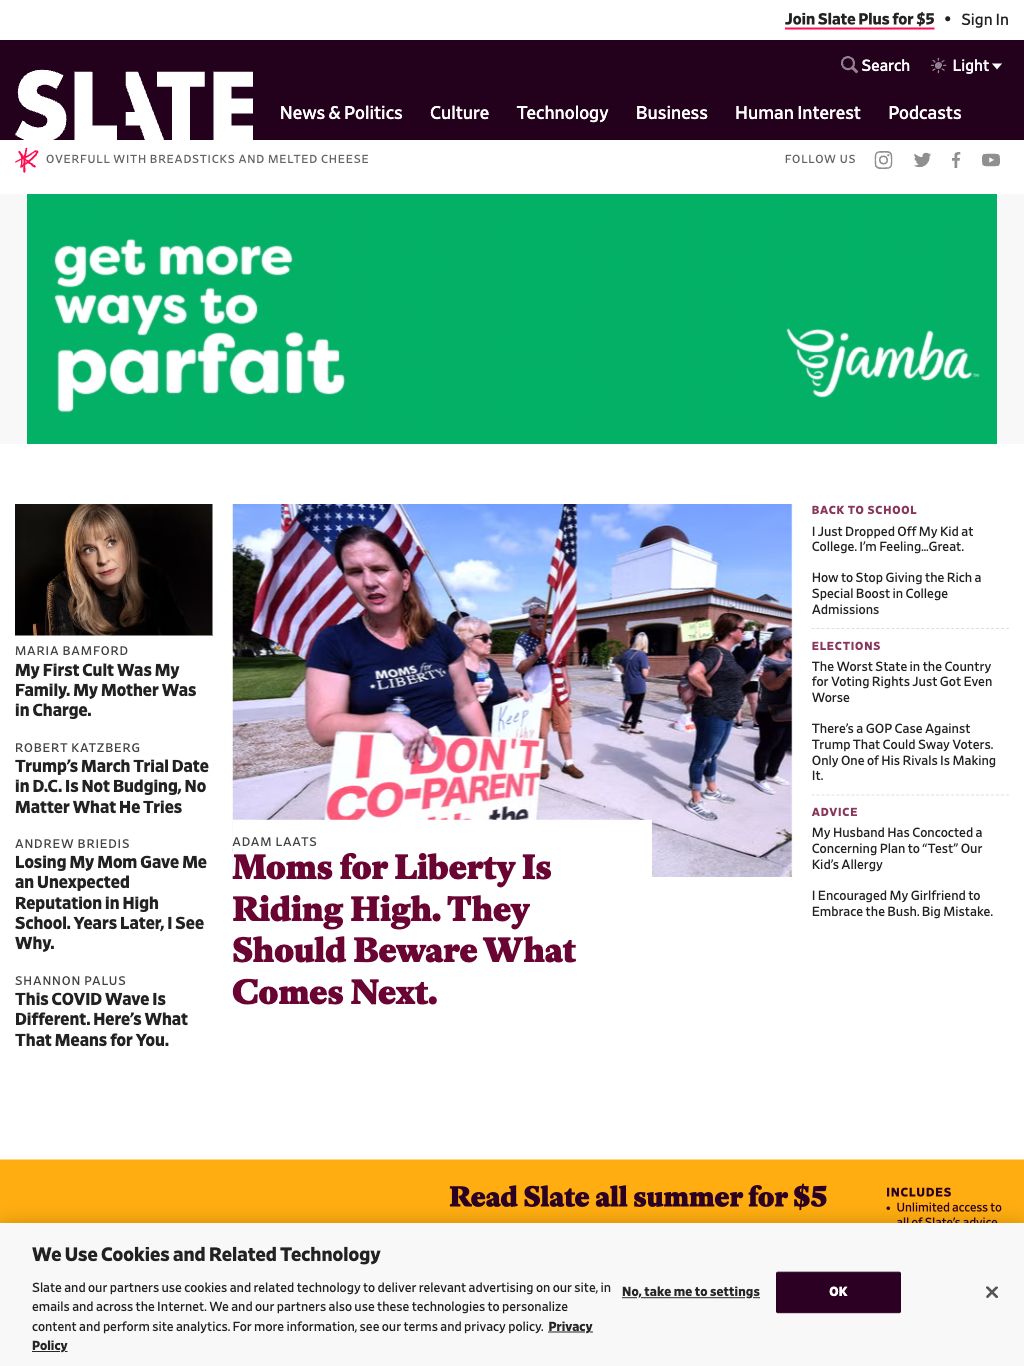 Join Slate Plus for $5 • Sign In
Search Light
SLATE
News & Politics Culture Technology Business Human Interest Podcasts
OVERFULL WITH BREADSTICKS AND MELTED CHEESE
FOLLOW US
get more
ways to
parfait
jamba
MARIA BAMFORD
My First Cult Was My
Family. My Mother Was
in Charge.
ROBERT KATZBERG
Trump’s March Trial Date
in D.C. Is Not Budging, No
Matter What He Tries
ANDREW BRIEDIS
Losing My Mom Gave Me
an Unexpected
Reputation in High
School. Years Later, I See
Why.
SHANNON PALUS
This COVID Wave Is
Different. Here’s What
That Means for You.
MOMS for
LIBERTY
Keep
I DON'T
CO-PARENT
the
ADAM LAATS
Moms for Liberty Is
Riding High. They
Should Beware What
Comes Next.
BACK TO SCHOOL
I Just Dropped Off My Kid at
College. I’m Feeling…Great.
How to Stop Giving the Rich a
Special Boost in College
Admissions
ELECTIONS
The Worst State in the Country
for Voting Rights Just Got Even
Worse
There’s a GOP Case Against
Trump That Could Sway Voters.
Only One of His Rivals Is Making
It.
ADVICE
My Husband Has Concocted a
Concerning Plan to “Test” Our
Kid’s Allergy
I Encouraged My Girlfriend to
Embrace the Bush. Big Mistake.
Read Slate all summer for $5
INCLUDES
• Unlimited access to
all of Slate’s advice
We Use Cookies and Related Technology
Slate and our partners use cookies and related technology to deliver relevant advertising on our site, in
emails and across the Internet. We and our partners also use these technologies to personalize
content and perform site analytics. For more information, see our terms and privacy policy. Privacy
Policy
No, take me to settings
OK